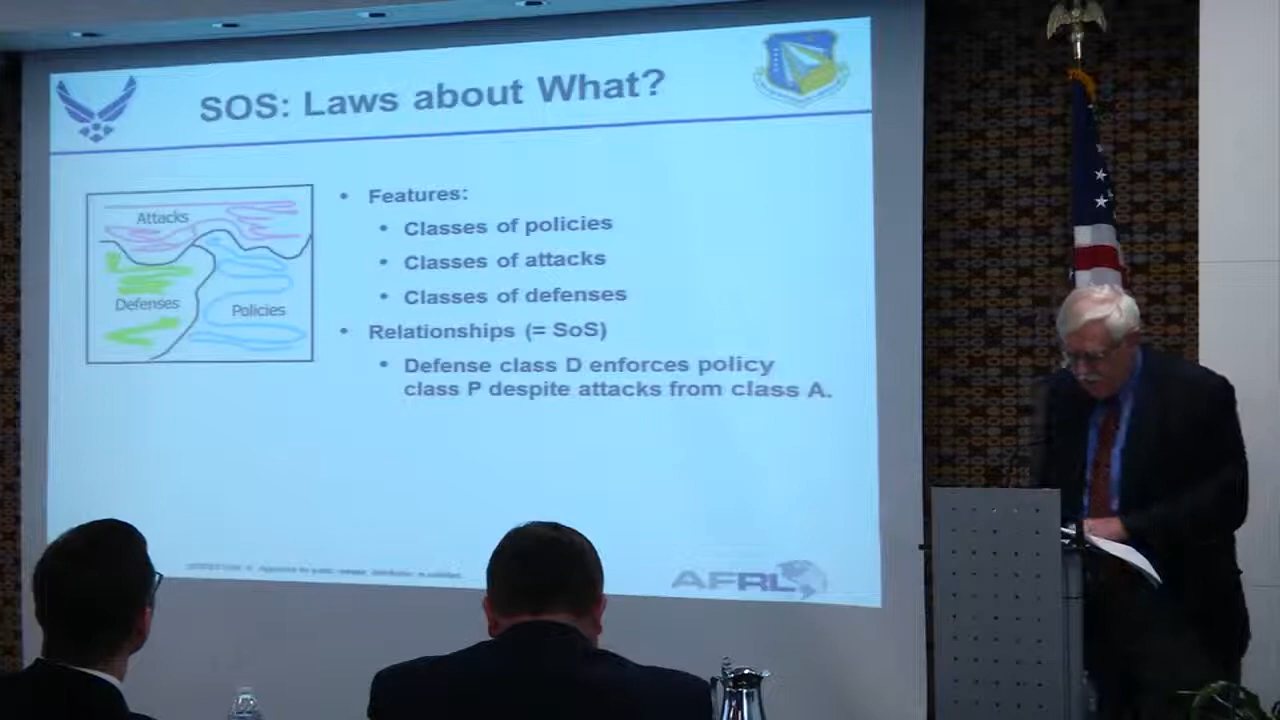 SOS: Laws about What?
Attacks
Defenses
Policies
• Features:
• Classes of policies
• Classes of attacks
• Classes of defenses
• Relationships (= SoS)
• Defense class D enforces policy
class P despite attacks from class A.
AFRL